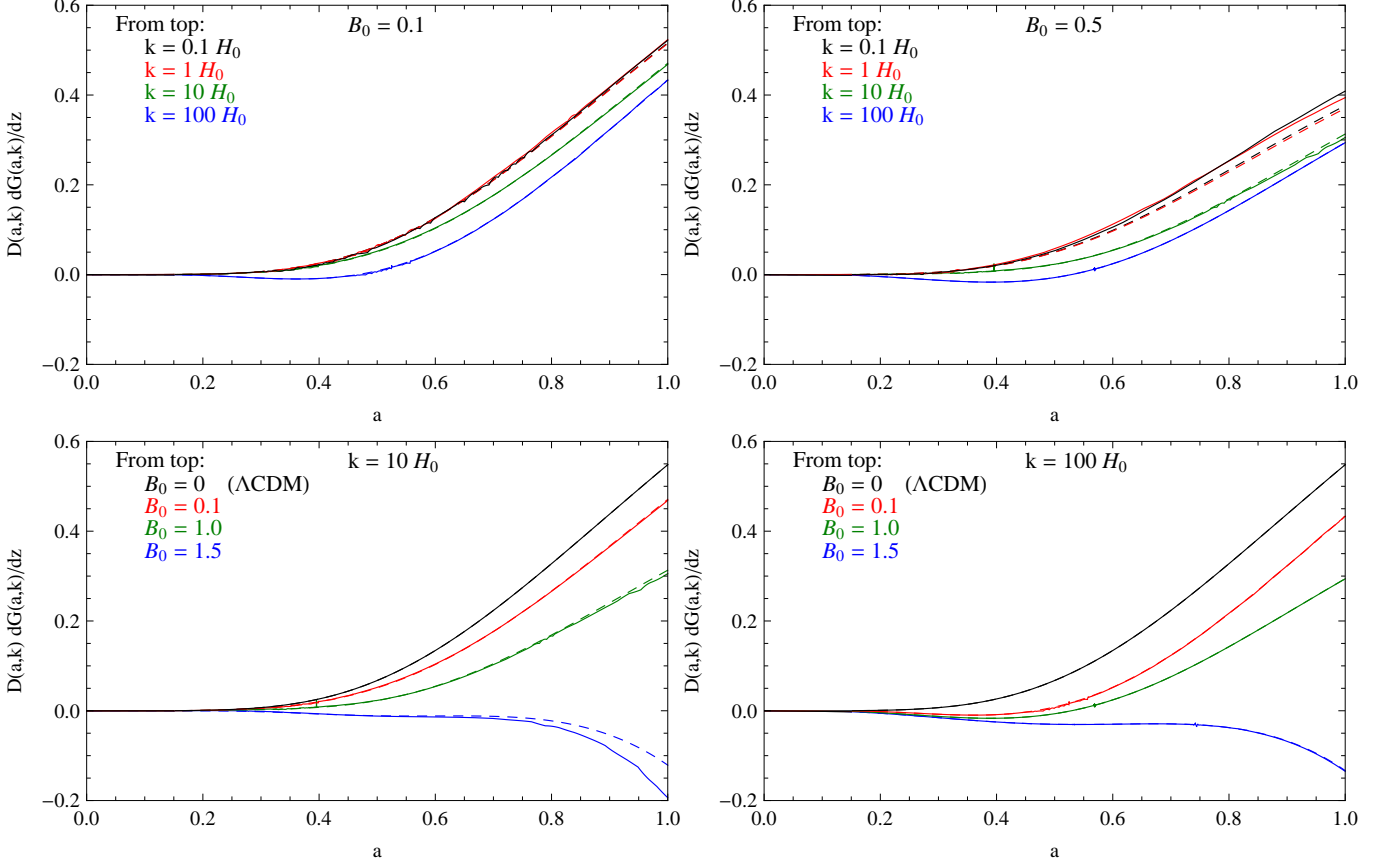 From top:
B₀ = 0.1
k = 0.1 H₀
k = 1 H₀
k = 10 H₀
k = 100 H₀
D(a,k) dG(a,k)/dz
0.6
0.4
0.2
0.0
−0.2
0.0 0.2 0.4 0.6 0.8 1.0
a
From top:
B₀ = 0.5
k = 0.1 H₀
k = 1 H₀
k = 10 H₀
k = 100 H₀
D(a,k) dG(a,k)/dz
0.6
0.4
0.2
0.0
−0.2
0.0 0.2 0.4 0.6 0.8 1.0
a
From top:
k = 10 H₀
B₀ = 0 (ΛCDM)
B₀ = 0.1
B₀ = 1.0
B₀ = 1.5
D(a,k) dG(a,k)/dz
0.6
0.4
0.2
0.0
−0.2
0.0 0.2 0.4 0.6 0.8 1.0
a
From top:
k = 100 H₀
B₀ = 0 (ΛCDM)
B₀ = 0.1
B₀ = 1.0
B₀ = 1.5
D(a,k) dG(a,k)/dz
0.6
0.4
0.2
0.0
−0.2
0.0 0.2 0.4 0.6 0.8 1.0
a